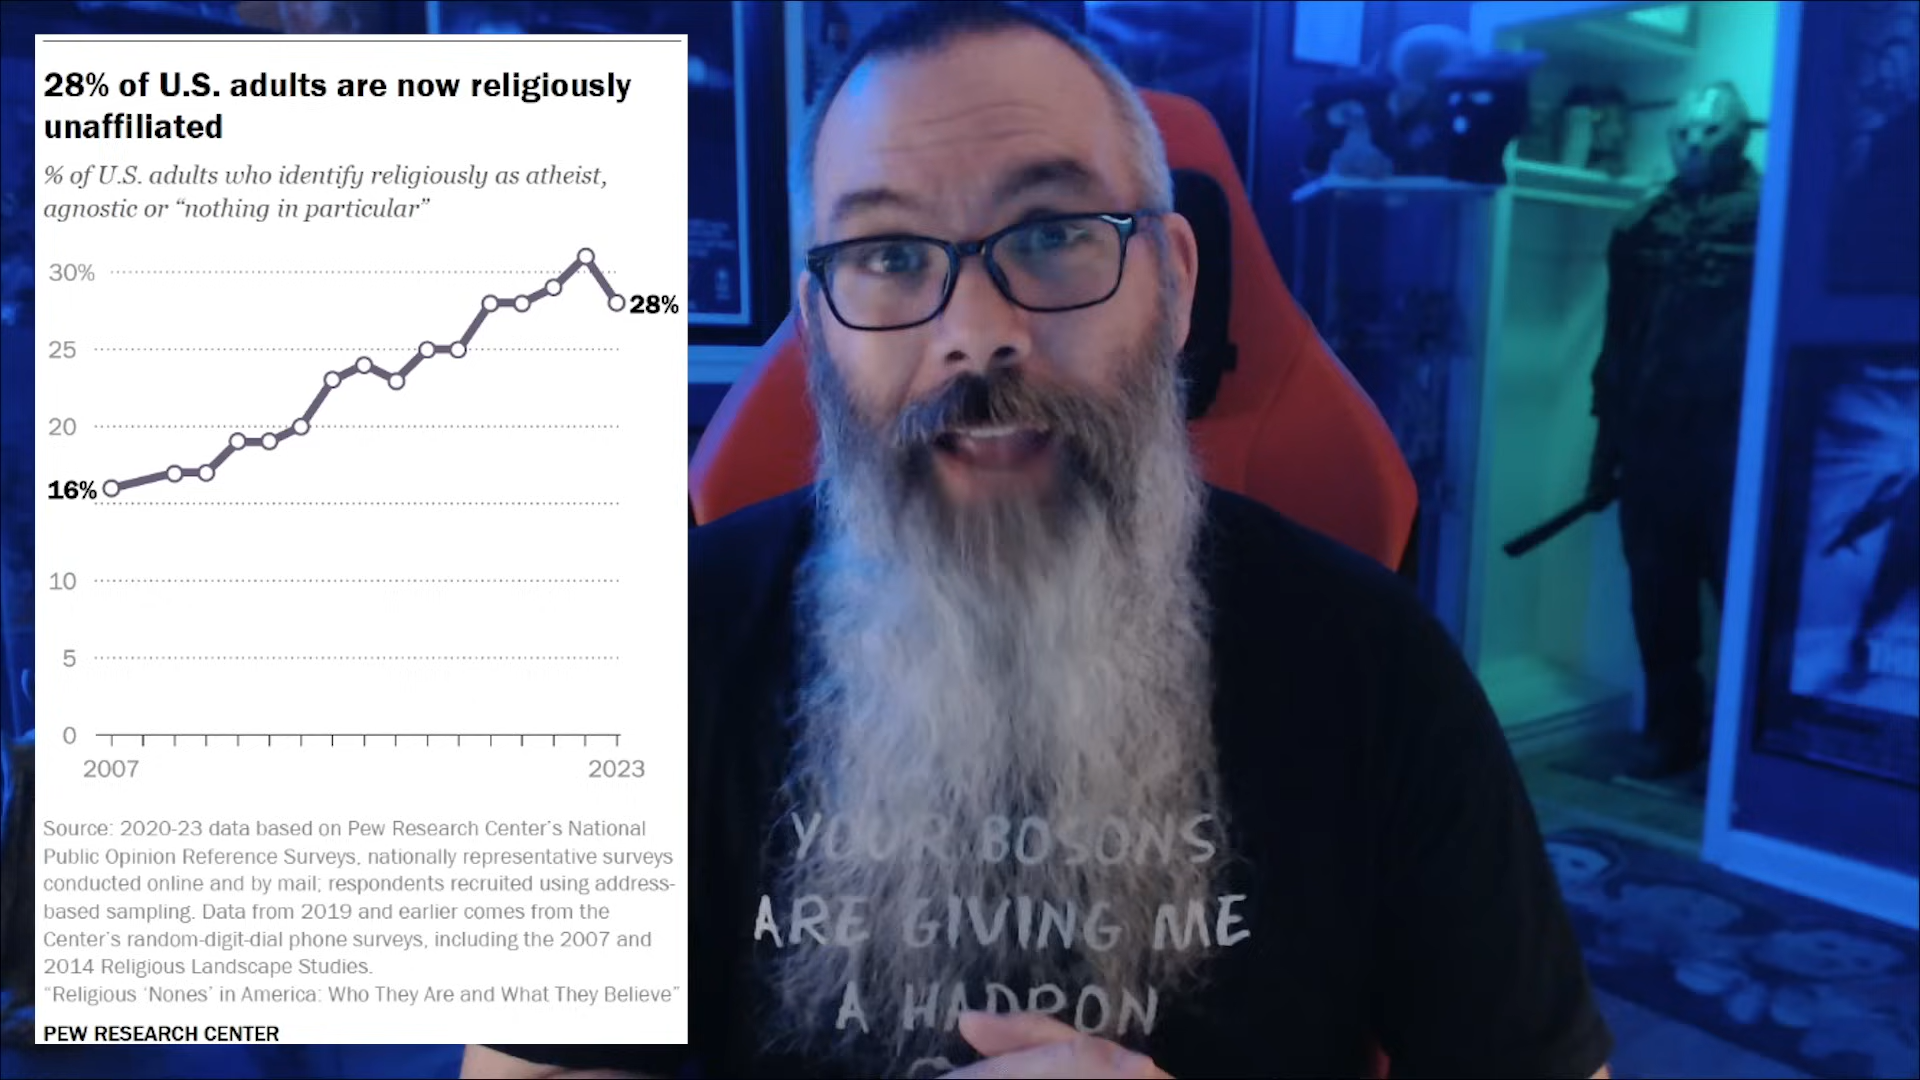 28% of U.S. adults are now religiously
unaffiliated
% of U.S. adults who identify religiously as atheist,
agnostic or “nothing in particular”
30%
28%
25
20
16%
10
5
0
2007
2023
Source: 2020-23 data based on Pew Research Center’s National
Public Opinion Reference Surveys, nationally representative surveys
conducted online and by mail; respondents recruited using address-
based sampling. Data from 2019 and earlier comes from the
Center’s random-digit-dial phone surveys, including the 2007 and
2014 Religious Landscape Studies.
“Religious ‘Nones’ in America: Who They Are and What They Believe”
PEW RESEARCH CENTER
YOUR BOSONS
ARE GIVING ME
A HADRON